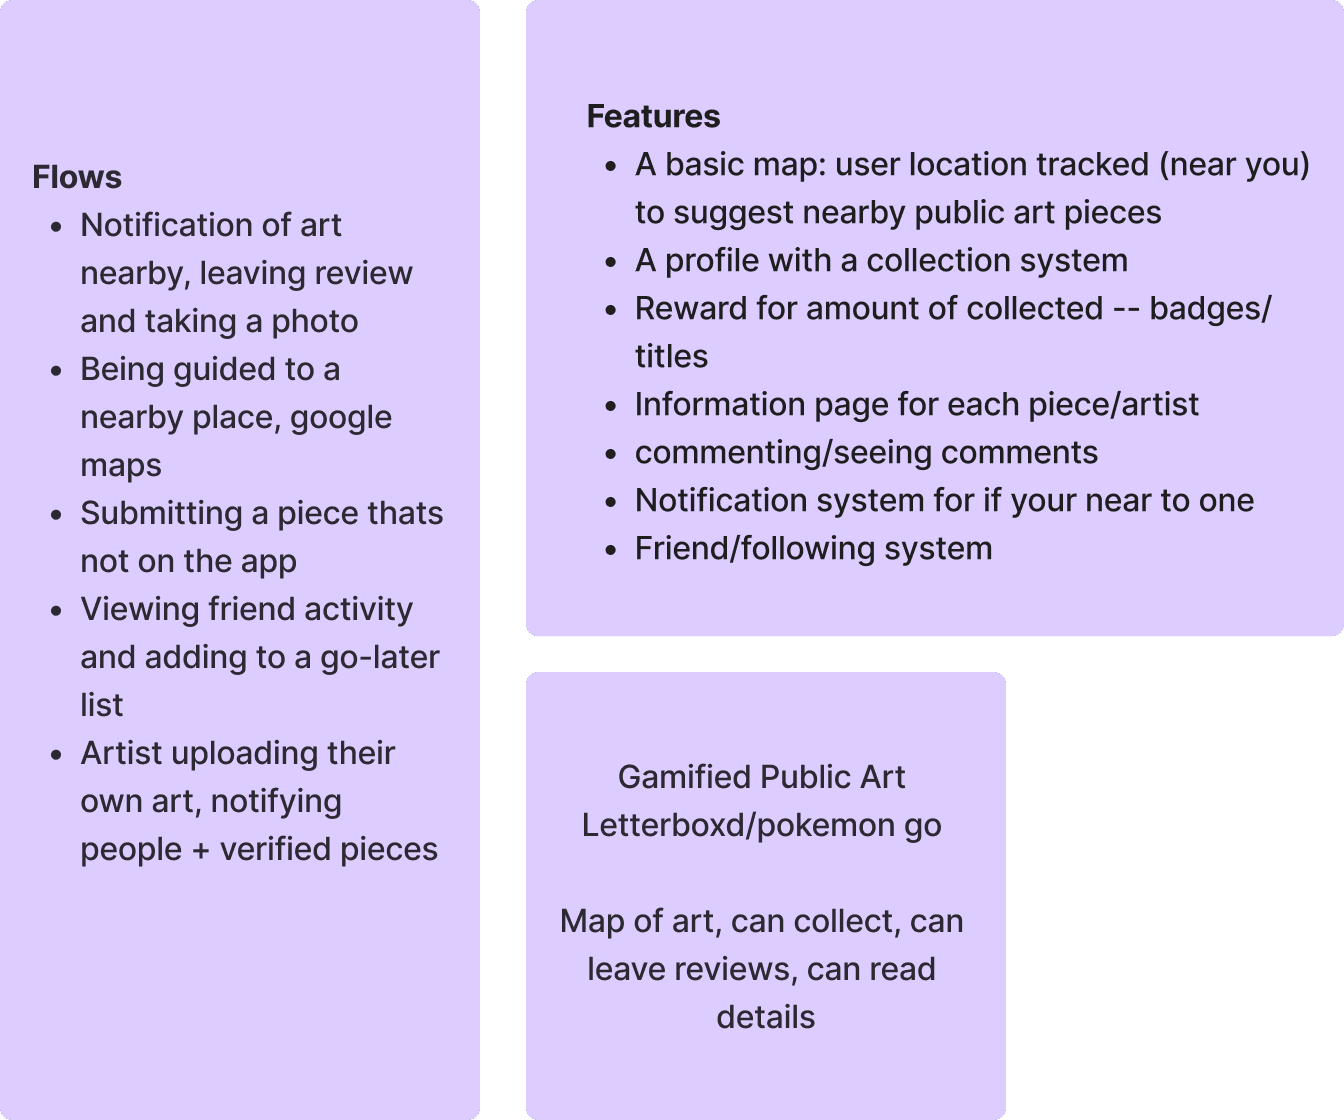 Flows
• Notification of art
nearby, leaving review
and taking a photo
• Being guided to a
nearby place, google
maps
• Submitting a piece thats
not on the app
• Viewing friend activity
and adding to a go-later
list
• Artist uploading their
own art, notifying
people + verified pieces
Features
• A basic map: user location tracked (near you)
to suggest nearby public art pieces
• A profile with a collection system
• Reward for amount of collected -- badges/
titles
• Information page for each piece/artist
• commenting/seeing comments
• Notification system for if your near to one
• Friend/following system
Gamified Public Art
Letterboxd/pokemon go
Map of art, can collect, can
leave reviews, can read
details